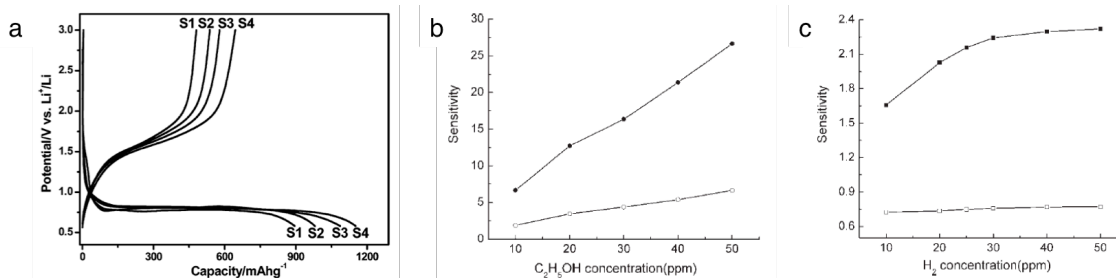 a
S1 S2 S3 S4
3.0
2.5
2.0
1.5
1.0
0.5
Potential/V vs. Li⁺/Li
S1 S2 S3 S4
0 300 600 900 1200
Capacity/mAhg⁻¹
b
30
25
20
15
10
5
0
Sensitivity
10 20 30 40 50
C₂H₅OH concentration(ppm)
c
2.4
2.1
1.8
1.5
1.2
0.9
0.6
Sensitivity
10 20 30 40 50
H₂ concentration(ppm)